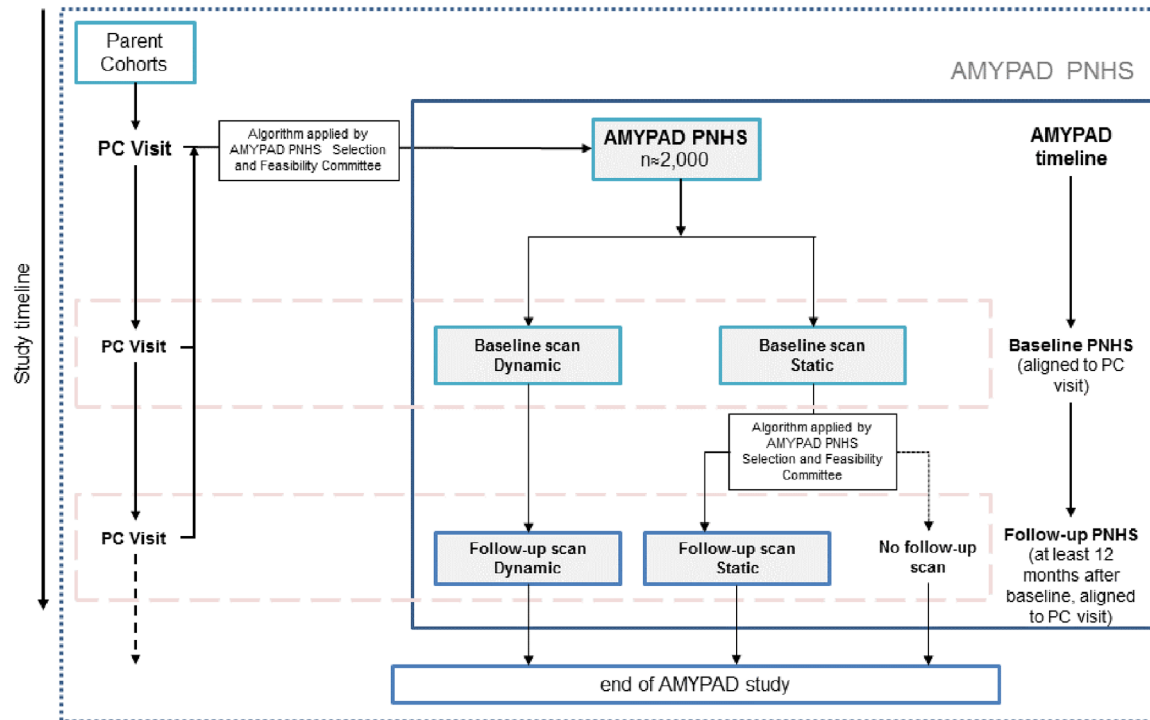 Parent
Cohorts
AMYPAD PNHS
PC Visit
Algorithm applied by
AMYPAD PNHS Selection
and Feasibility Committee
AMYPAD PNHS
n≈2,000
AMYPAD
timeline
Study timeline
PC Visit
Baseline scan
Dynamic
Baseline scan
Static
Baseline PNHS
(aligned to PC
visit)
Algorithm applied by
AMYPAD PNHS
Selection and Feasibility
Committee
PC Visit
Follow-up scan
Dynamic
Follow-up scan
Static
No follow-up
scan
Follow-up PNHS
(at least 12
months after
baseline, aligned
to PC visit)
end of AMYPAD study